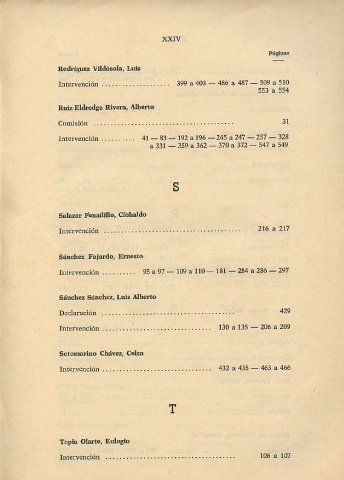 XXIV
Páginas
Rodríguez Vildósola, Luis
Intervención .................... 399 a 403 — 486 a 487 — 509 a 510
553 a 554
Ruiz-Eldredge Rivera, Alberto
Comisión .................................... 31
Intervención .......... 41 — 83 — 192 a 196 — 245 a 247 — 257 — 328
a 331 — 359 a 362 — 370 a 372 — 547 a 549
S
Salazar Penailillo, Clohaldo
Intervención .................................. 216 a 217
Sánchez Fajardo, Ernesto
Intervención .......... 95 a 97 — 109 a 110 — 181 — 284 a 286 — 297
Sánchez Sánchez, Luis Alberto
Declaración .................................. 429
Intervención .............................. 130 a 135 — 206 a 209
Sotomarino Chávez, Celso
Intervención .............................. 432 a 435 — 463 a 466
T
Tapia Olarte, Eulogio
Intervención .................................. 106 a 107